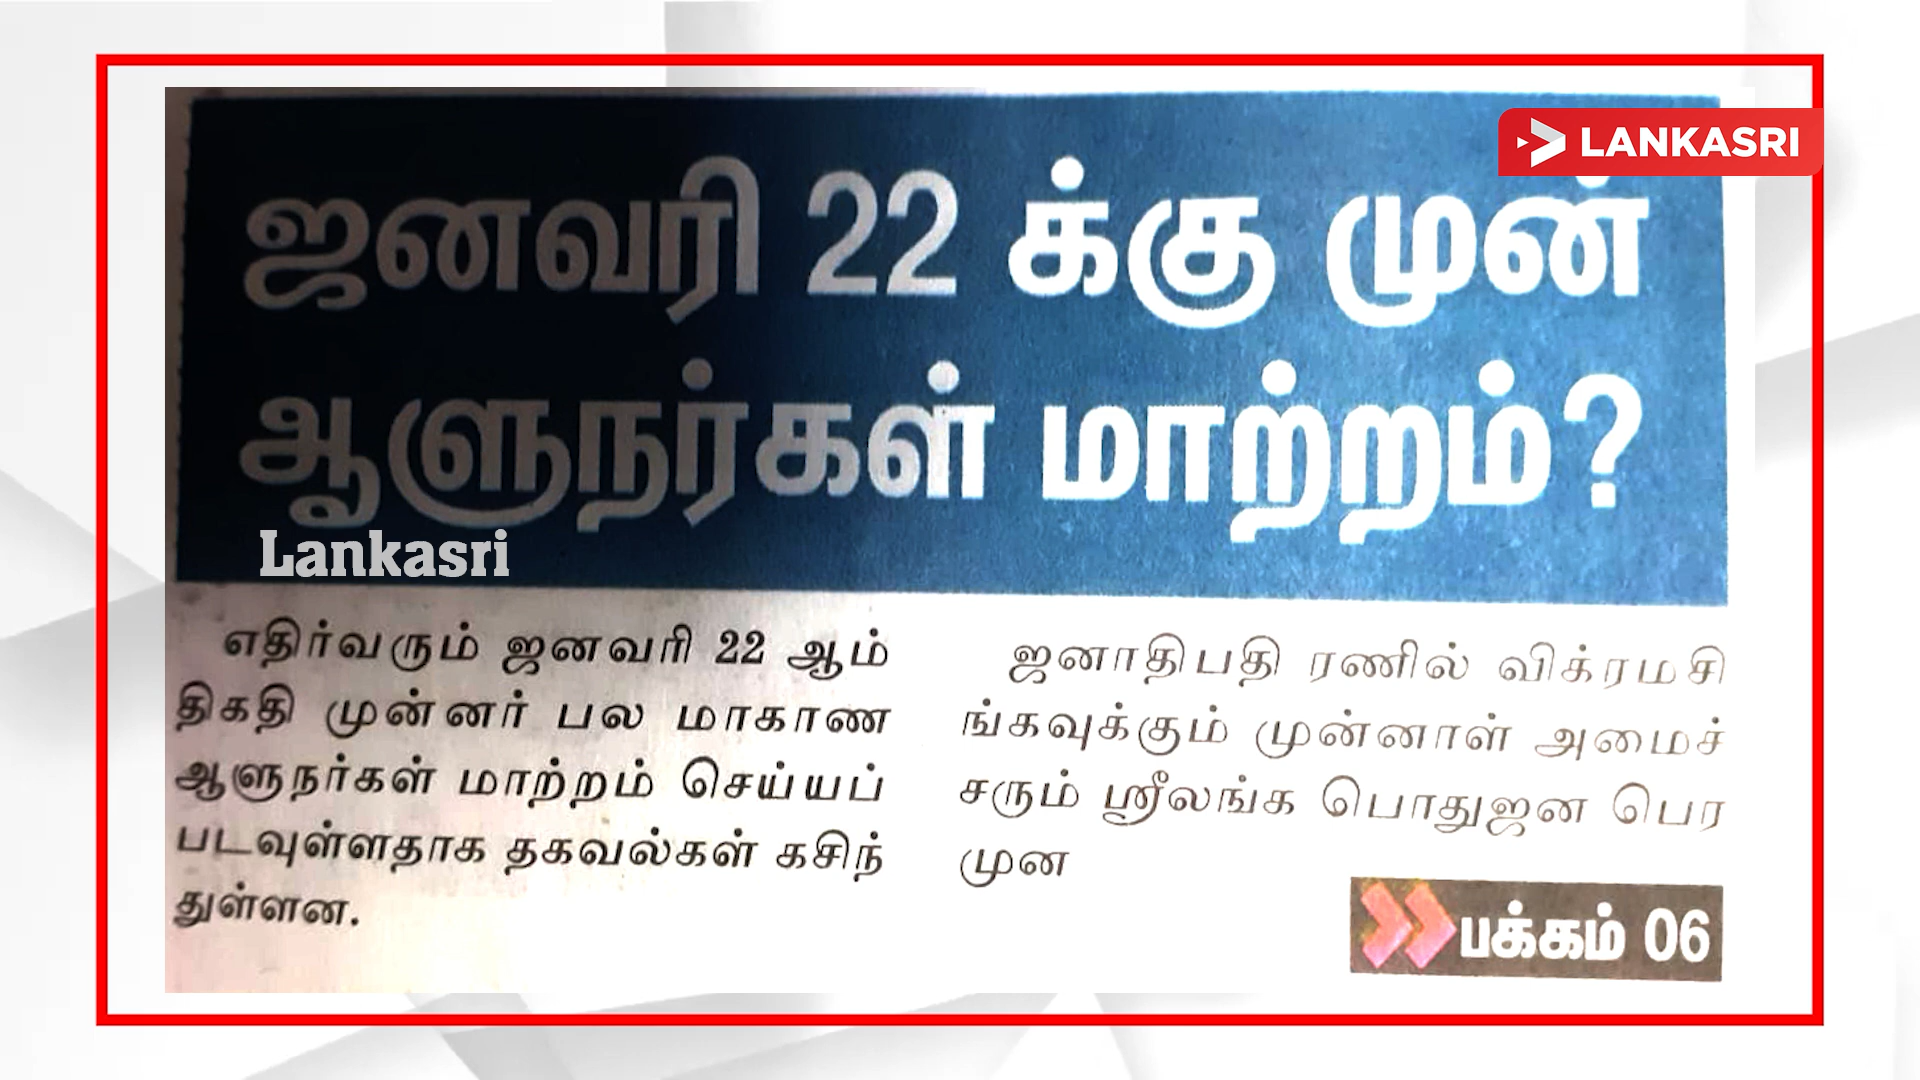 LANKASRI
ஜனவரி 22 க்கு முன்
ஆளுநர்கள் மாற்றம்?
Lankasri
எதிர்வரும் ஜனவரி 22 ஆம்
திகதி முன்னர் பல மாகாண
ஆளுநர்கள் மாற்றம் செய்யப்
படவுள்ளதாக தகவல்கள் கசிந்
துள்ளன.
ஜனாதிபதி ரணில் விக்ரமசி
ங்கவுக்கும் முன்னாள் அமைச்
சரும் ஸ்ரீலங்க பொதுஜன பெர
முன
பக்கம் 06